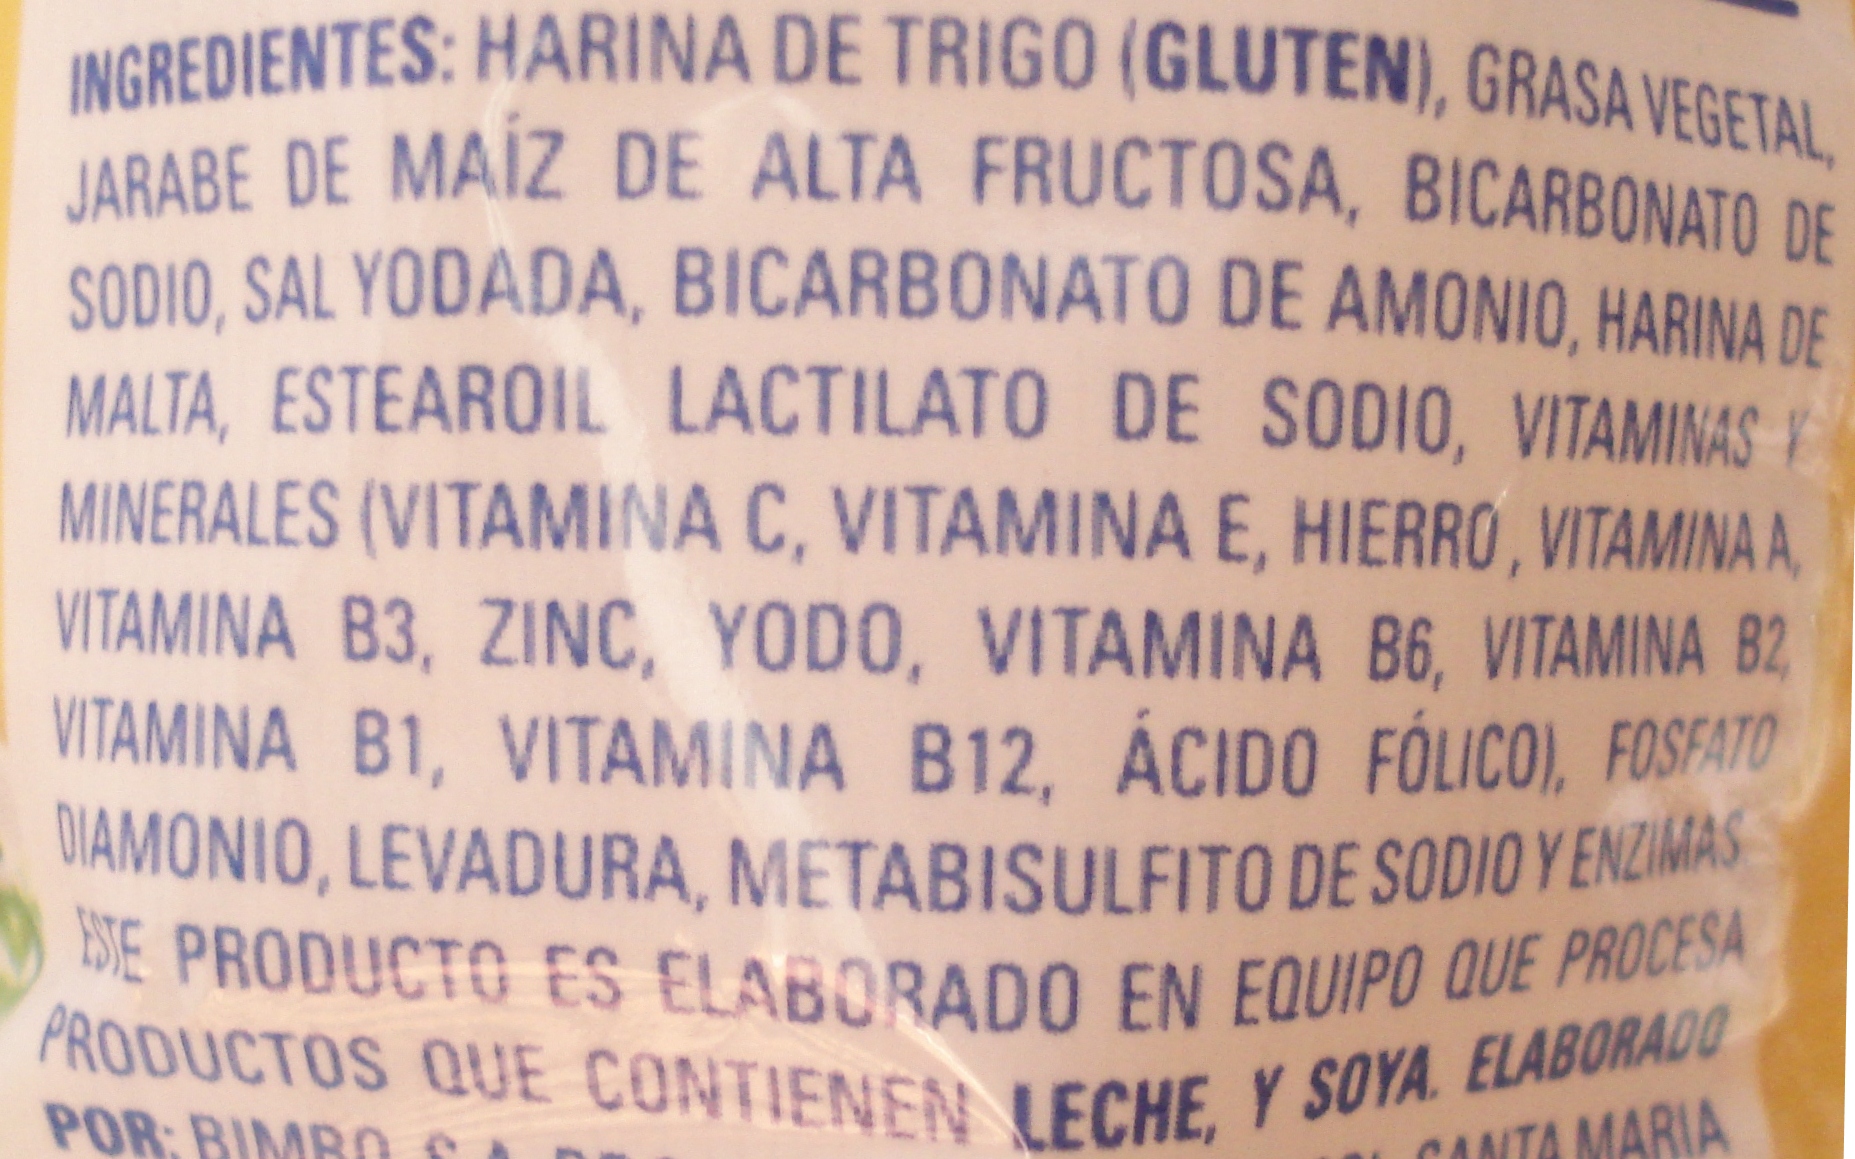 INGREDIENTES: HARINA DE TRIGO (GLUTEN), GRASA VEGETAL,
JARABE DE MAÍZ DE ALTA FRUCTOSA, BICARBONATO DE
SODIO, SAL YODADA, BICARBONATO DE AMONIO, HARINA DE
MALTA, ESTEAROIL LACTILATO DE SODIO, VITAMINAS Y
MINERALES (VITAMINA C, VITAMINA E, HIERRO, VITAMINA A,
VITAMINA B3, ZINC, YODO, VITAMINA B6, VITAMINA B2,
VITAMINA B1, VITAMINA B12, ÁCIDO FÓLICO), FOSFATO
DIAMONIO, LEVADURA, METABISULFITO DE SODIO Y ENZIMAS.
ESTE PRODUCTO ES ELABORADO EN EQUIPO QUE PROCESA
PRODUCTOS QUE CONTIENEN LECHE, Y SOYA. ELABORADO
POR: BIMBO S.A. DE SANTA MARIA